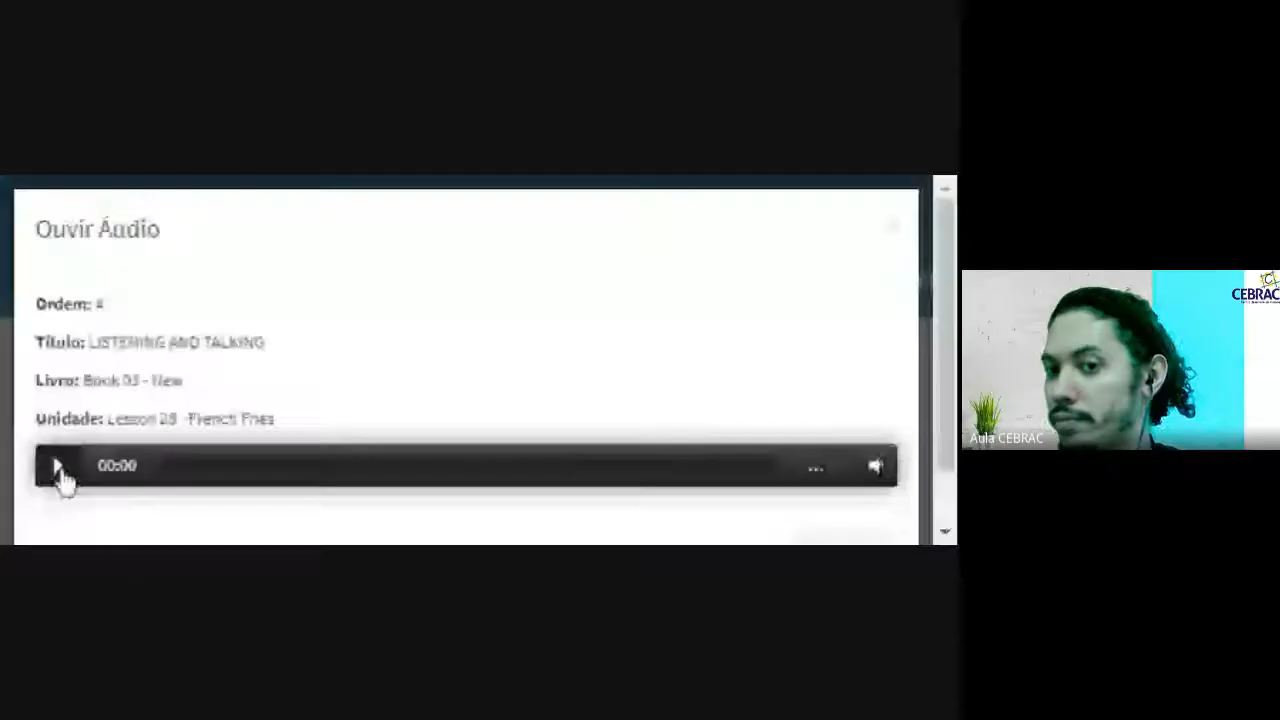 Ouvir Áudio
Ordem: 4
Título: LISTENING AND TALKING
Livro: Book 03 - New
Unidade: Lesson 28 - French Fries
00:00
...
CEBRAC
Aula CEBRAC